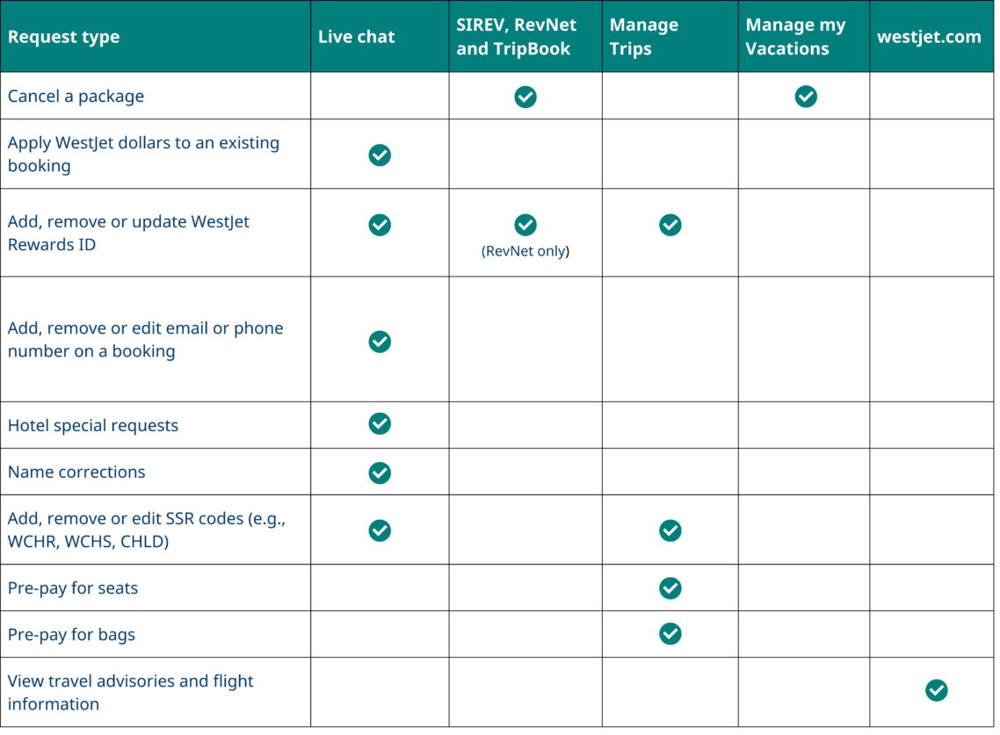 Request type
Live chat
SIREV, RevNet
and TripBook
Manage
Trips
Manage my
Vacations
westjet.com
Cancel a package
Apply WestJet dollars to an existing
booking
Add, remove or update WestJet
Rewards ID
(RevNet only)
Add, remove or edit email or phone
number on a booking
Hotel special requests
Name corrections
Add, remove or edit SSR codes (e.g.,
WCHR, WCHS, CHLD)
Pre-pay for seats
Pre-pay for bags
View travel advisories and flight
information